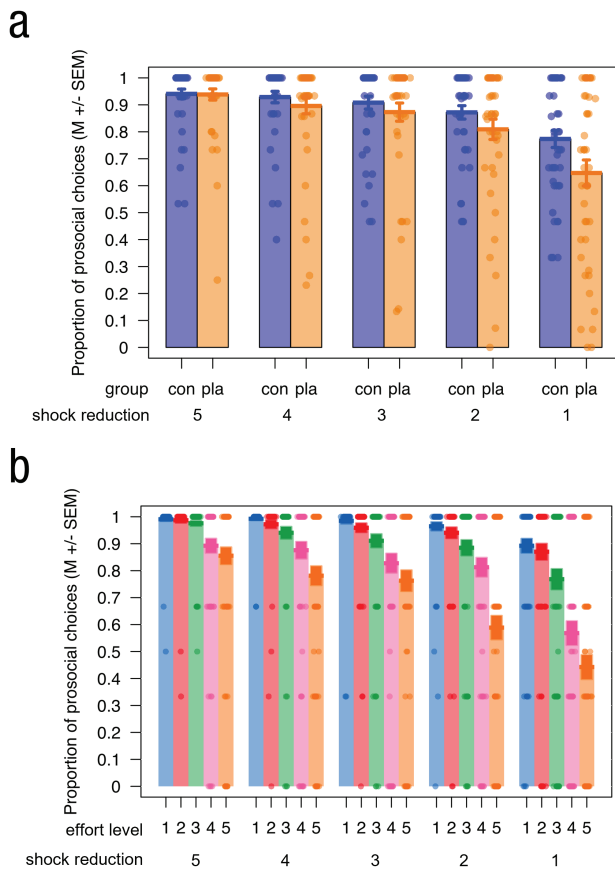 a
Proportion of prosocial choices (M +/- SEM)
1
0.9
0.8
0.7
0.6
0.5
0.4
0.3
0.2
0.1
0
group con pla con pla con pla con pla con pla
shock reduction 5 4 3 2 1
b
Proportion of prosocial choices (M +/- SEM)
1
0.9
0.8
0.7
0.6
0.5
0.4
0.3
0.2
0.1
0
effort level 1 2 3 4 5 1 2 3 4 5 1 2 3 4 5 1 2 3 4 5 1 2 3 4 5
shock reduction 5 4 3 2 1